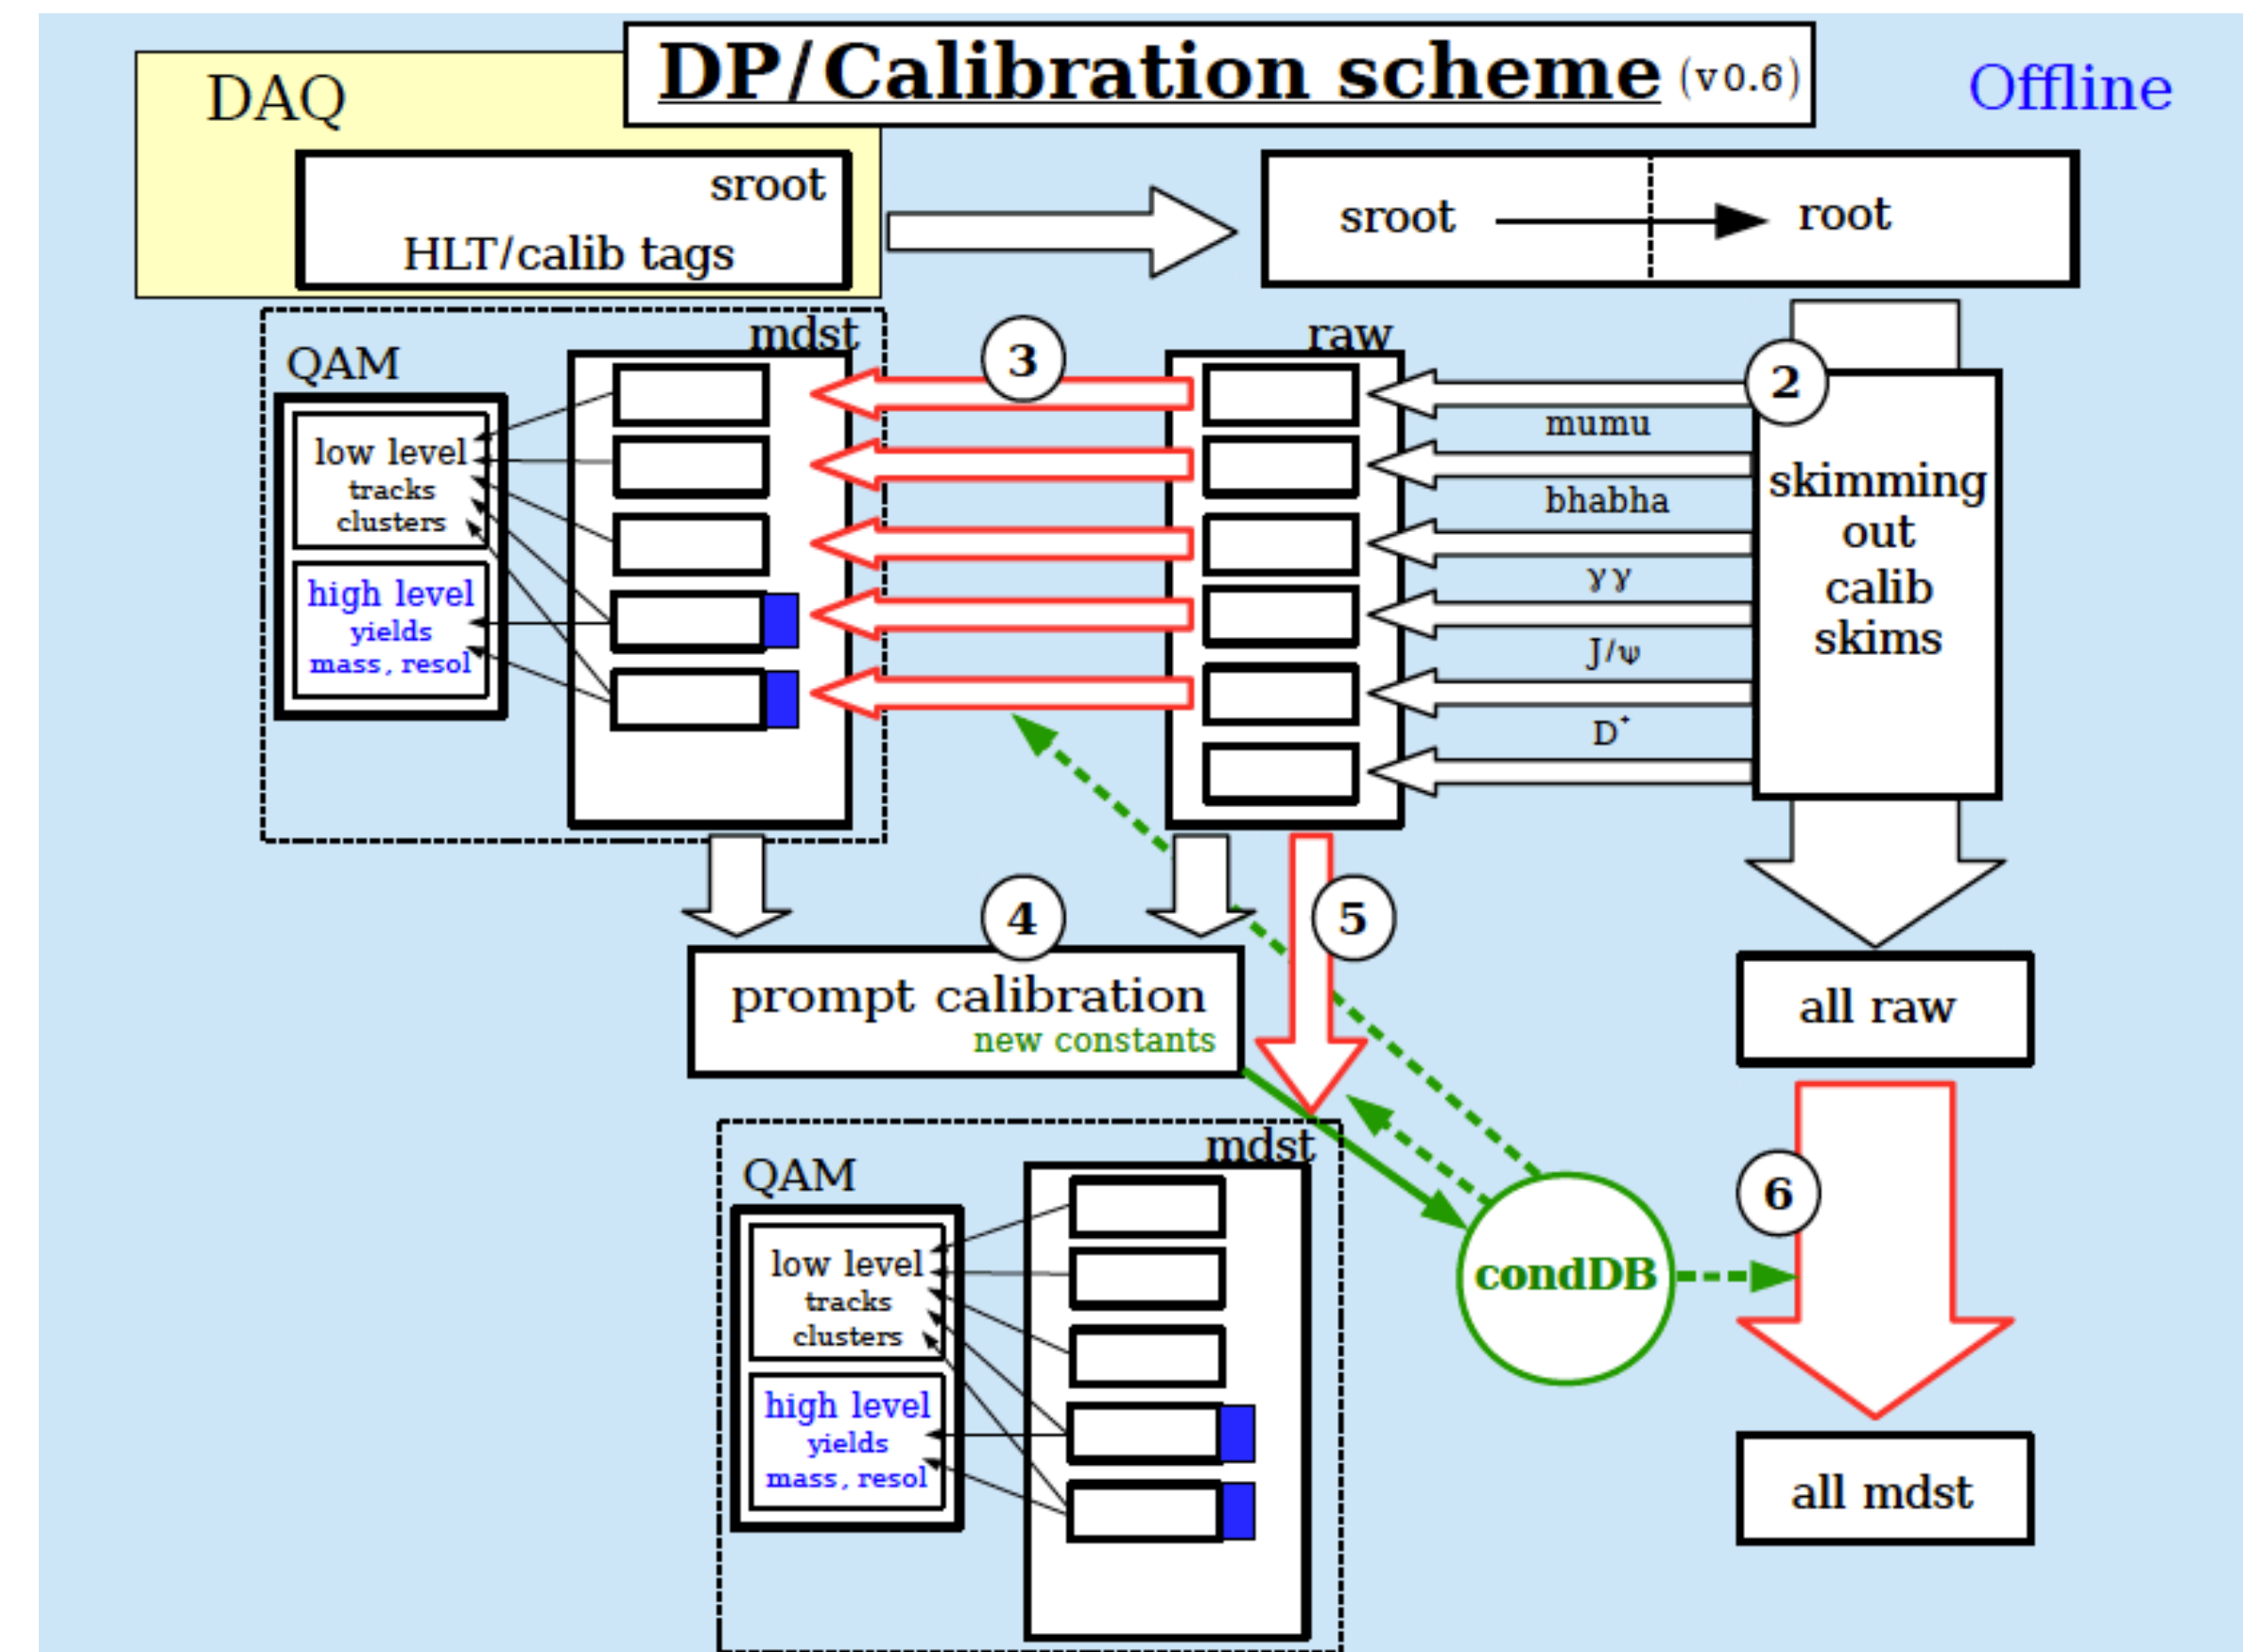 DP/Calibration scheme (v0.6)
DAQ
Offline
sroot
HLT/calib tags
sroot
root
mdst
raw
QAM
3
2
low level
tracks
clusters
high level
yields
mass, resol
mumu
bhabha
γγ
J/ψ
D*
skimming
out
calib
skims
4
5
prompt calibration
new constants
all raw
mdst
QAM
6
low level
tracks
clusters
high level
yields
mass, resol
condDB
all mdst